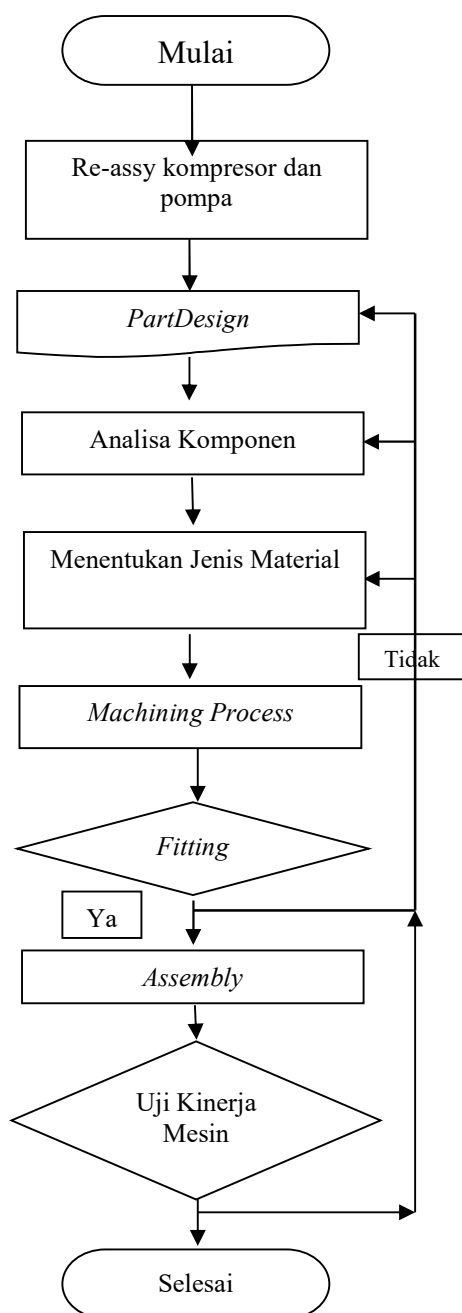 Mulai
Re-assy kompresor dan
pompa
PartDesign
Analisa Komponen
Menentukan Jenis Material
Tidak
Machining Process
Fitting
Ya
Assembly
Uji Kinerja
Mesin
Selesai